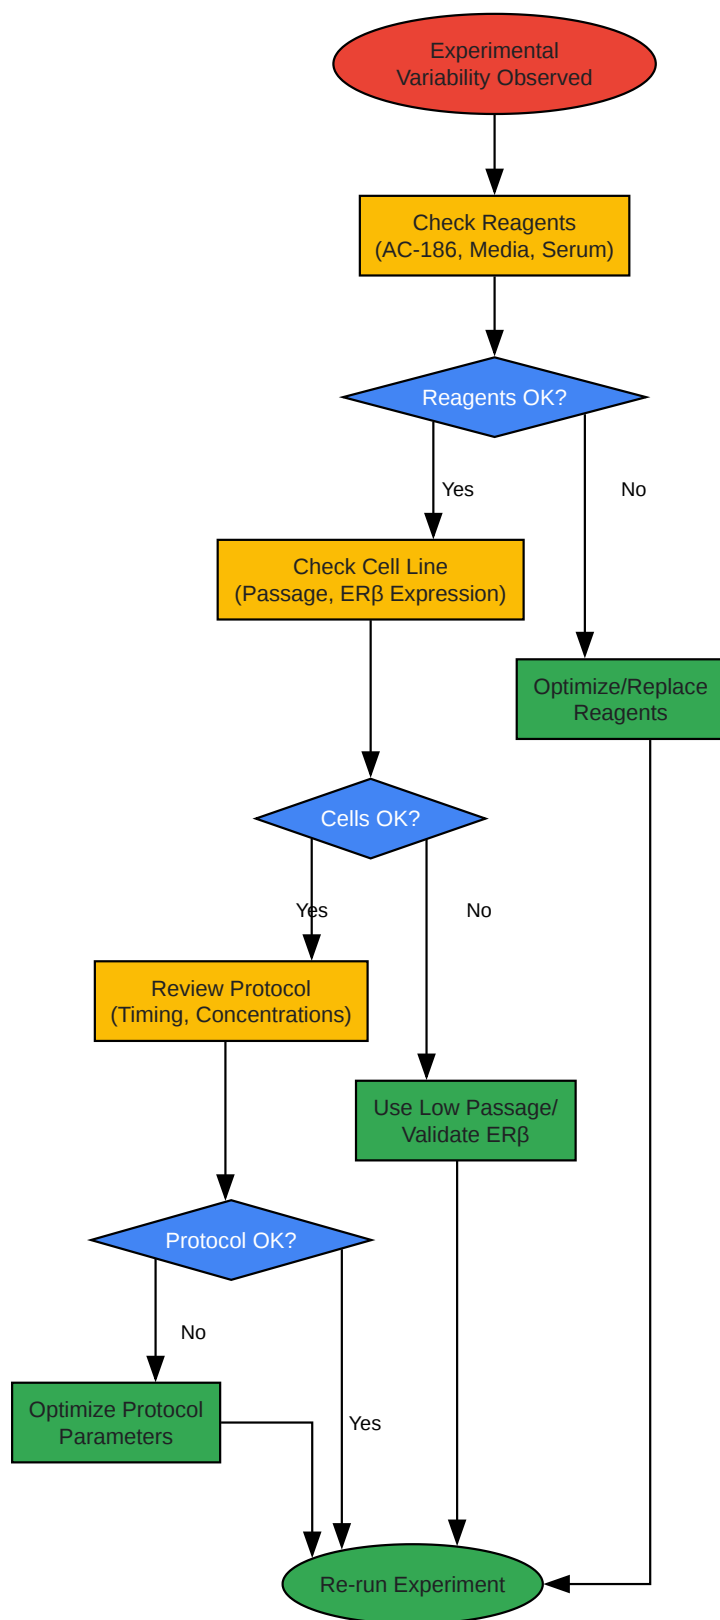 Experimental
Variability Observed
Check Reagents
(AC-186, Media, Serum)
Reagents OK?
Yes
No
Check Cell Line
(Passage, ERβ Expression)
Optimize/Replace
Reagents
Cells OK?
Yes
No
Review Protocol
(Timing, Concentrations)
Use Low Passage/
Validate ERβ
Protocol OK?
No
Optimize Protocol
Parameters
Yes
Re-run Experiment